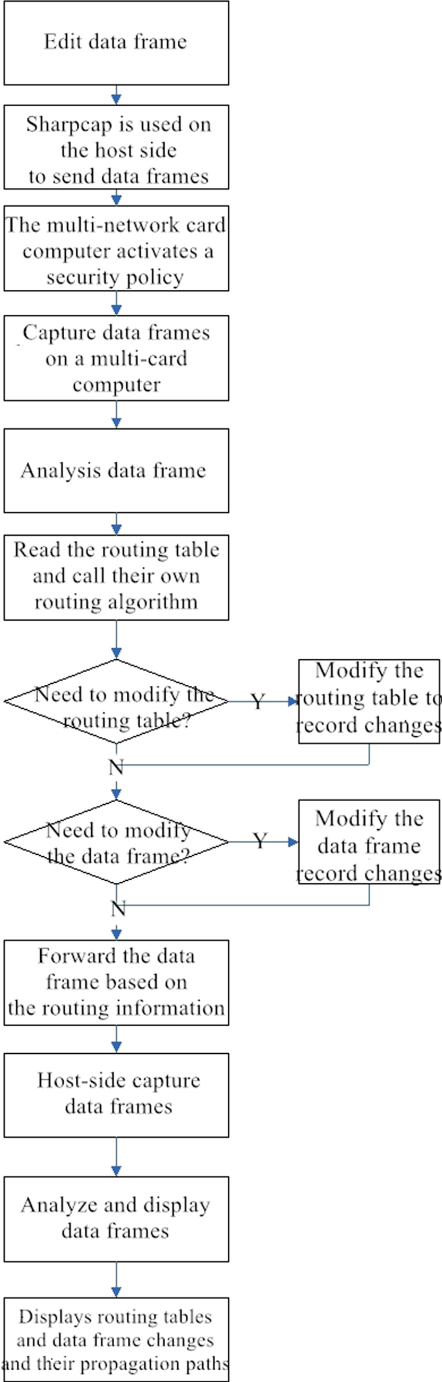 Edit data frame
Sharpcap is used on
the host side
to send data frames
The multi-network card
computer activates a
security policy
Capture data frames
on a multi-card
computer
Analysis data frame
Read the routing table
and call their own
routing algorithm
Need to modify the
routing table?
Y
Modify the
routing table to
record changes
N
Need to modify
the data frame?
Y
Modify the
data frame
record changes
N
Forward the data
frame based on
the routing information
Host-side capture
data frames
Analyze and display
data frames
Displays routing tables
and data frame changes
and their propagation paths